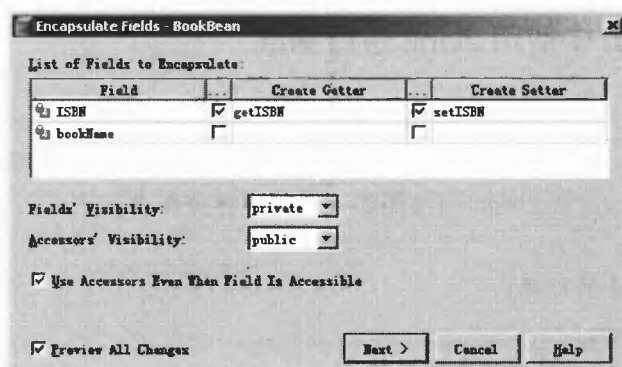 Encapsulate Fields - BookBean
List of Fields to Encapsulate:
Field ... Create Getter ... Create Setter
ISBN getISBN setISBN
bookName
Fields' Visibility: private
Accessors' Visibility: public
Use Accessors Even When Field Is Accessible
Preview All Changes Next > Cancel Help